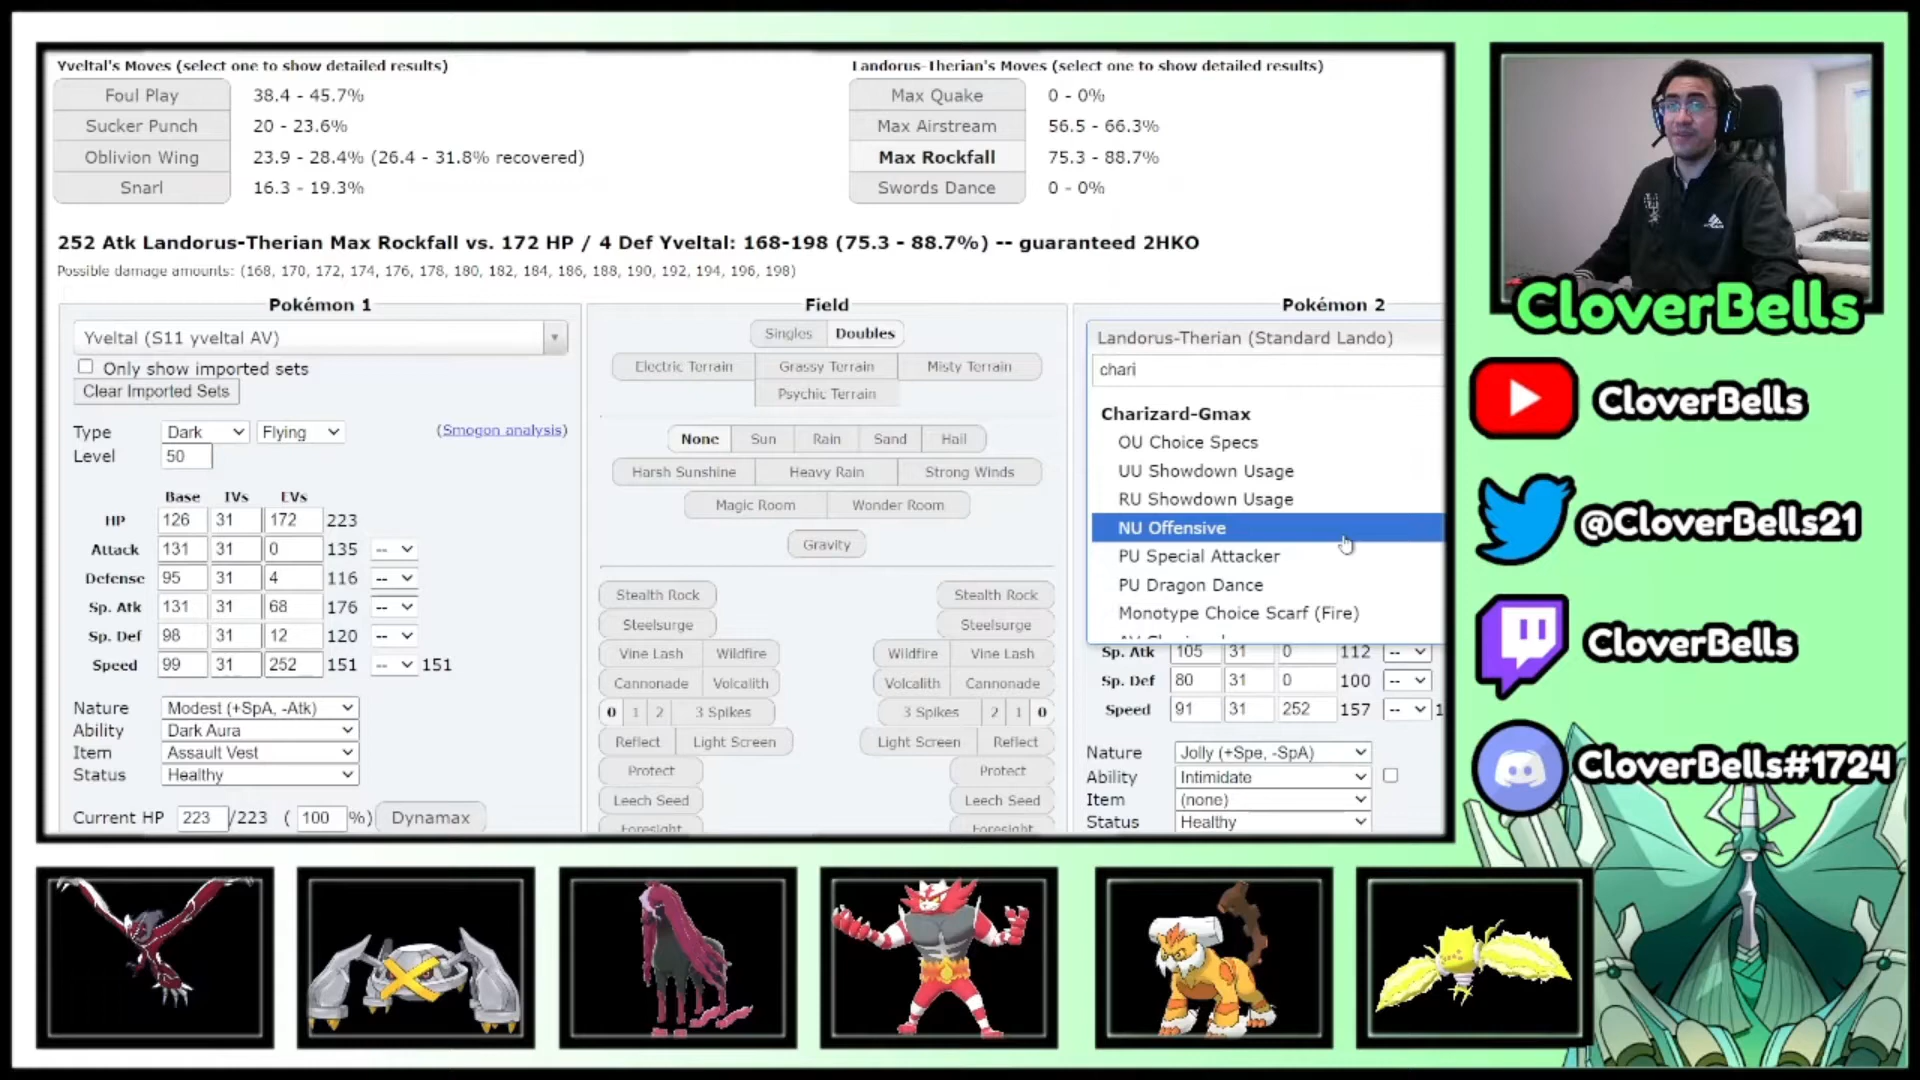 Yveltal's Moves (select one to show detailed results)
Foul Play 38.4 - 45.7%
Sucker Punch 20 - 23.6%
Oblivion Wing 23.9 - 28.4% (26.4 - 31.8% recovered)
Snarl 16.3 - 19.3%
Landorus-Therian's Moves (select one to show detailed results)
Max Quake 0 - 0%
Max Airstream 56.5 - 66.3%
Max Rockfall 75.3 - 88.7%
Swords Dance 0 - 0%
252 Atk Landorus-Therian Max Rockfall vs. 172 HP / 4 Def Yveltal: 168-198 (75.3 - 88.7%) -- guaranteed 2HKO
Possible damage amounts: (168, 170, 172, 174, 176, 178, 180, 182, 184, 186, 188, 190, 192, 194, 196, 198)
Pokémon 1
Yveltal (S11 yveltal AV)
Only show imported sets
Clear Imported Sets
Type Dark Flying (Smogon analysis)
Level 50
Base IVs EVs
HP 126 31 172 223
Attack 131 31 0 135 --
Defense 95 31 4 116 --
Sp. Atk 131 31 68 176 --
Sp. Def 98 31 12 120 --
Speed 99 31 252 151 -- 151
Nature Modest (+SpA, -Atk)
Ability Dark Aura
Item Assault Vest
Status Healthy
Current HP 223 /223 ( 100 %) Dynamax
Field
Singles Doubles
Electric Terrain Grassy Terrain Misty Terrain
Psychic Terrain
None Sun Rain Sand Hail
Harsh Sunshine Heavy Rain Strong Winds
Magic Room Wonder Room
Gravity
Stealth Rock Stealth Rock
Steelsurge Steelsurge
Vine Lash Wildfire Wildfire Vine Lash
Cannonade Volcalith Volcalith Cannonade
0 1 2 3 Spikes 3 Spikes 2 1 0
Reflect Light Screen Light Screen Reflect
Protect Protect
Leech Seed Leech Seed
Foresight Foresight
Pokémon 2
Landorus-Therian (Standard Lando)
chari
Charizard-Gmax
OU Choice Specs
UU Showdown Usage
RU Showdown Usage
NU Offensive
PU Special Attacker
PU Dragon Dance
Monotype Choice Scarf (Fire)
Sp. Atk 105 31 0 112 --
Sp. Def 80 31 0 100 --
Speed 91 31 252 157 -- 1
Nature Jolly (+Spe, -SpA)
Ability Intimidate
Item (none)
Status Healthy
CloverBells
CloverBells
@CloverBells21
CloverBells
CloverBells#1724